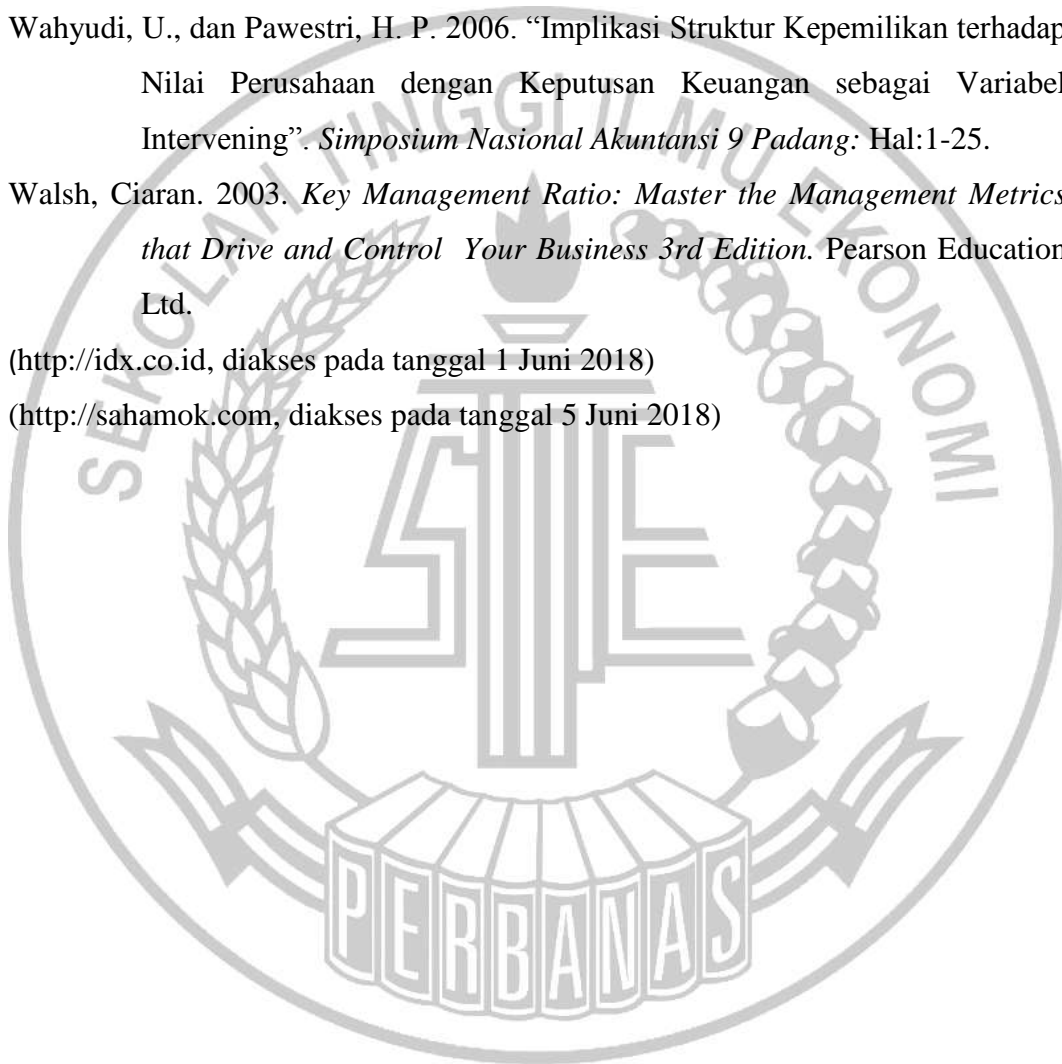 Wahyudi, U., dan Pawestri, H. P. 2006. “Implikasi Struktur Kepemilikan terhadap
Nilai Perusahaan dengan Keputusan Keuangan sebagai Variabel
Intervening”. Simposium Nasional Akuntansi 9 Padang: Hal:1-25.
Walsh, Ciaran. 2003. Key Management Ratio: Master the Management Metrics
that Drive and Control Your Business 3rd Edition. Pearson Education
Ltd.
(http://idx.co.id, diakses pada tanggal 1 Juni 2018)
(http://sahamok.com, diakses pada tanggal 5 Juni 2018)
SEKOLAH TINGGI ILMU EKONOMI
STIE
PERBANAS